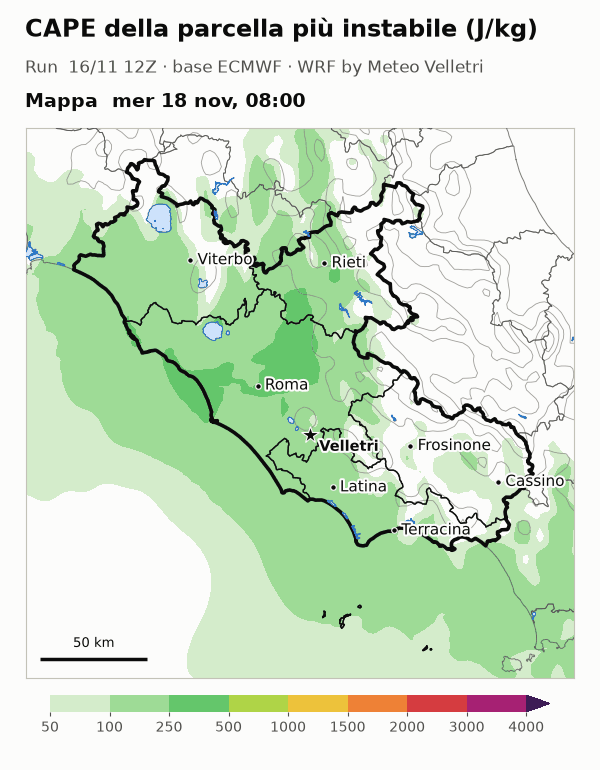 CAPE della parcella più instabile (J/kg)
Run 16/11 12Z · base ECMWF · WRF by Meteo Velletri
Mappa mer 18 nov, 08:00
Viterbo
Rieti
Roma
Velletri
Frosinone
Cassino
Latina
Terracina
50 km
50 100 250 500 1000 1500 2000 3000 4000